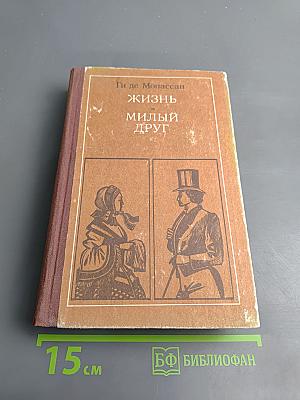 Ги де Мопассан
ЖИЗНЬ
МИЛЫЙ
ДРУГ
15 см
БФ БИБЛИОФАН